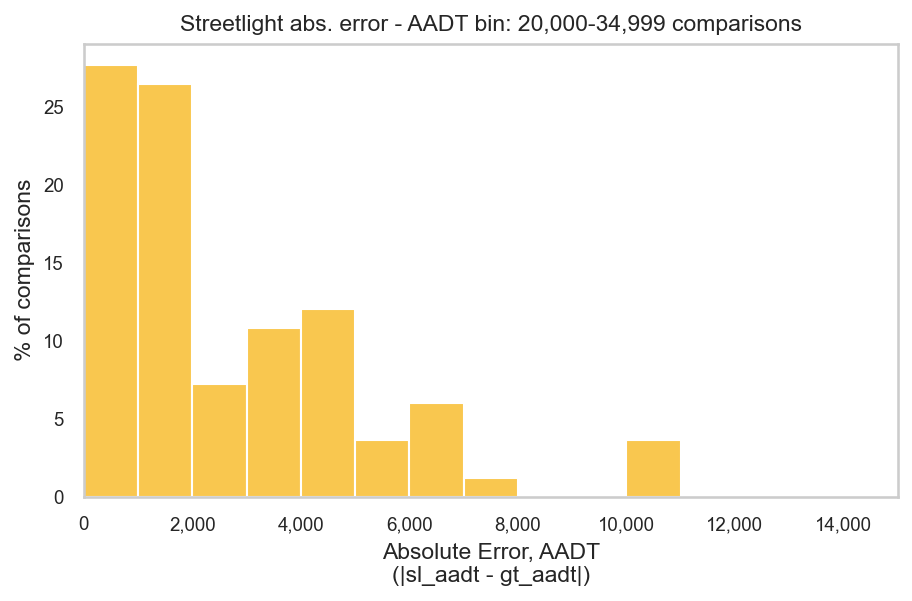 Streetlight abs. error - AADT bin: 20,000-34,999 comparisons
% of comparisons
25
20
15
10
5
0
0 2,000 4,000 6,000 8,000 10,000 12,000 14,000
Absolute Error, AADT
(|sl_aadt - gt_aadt|)